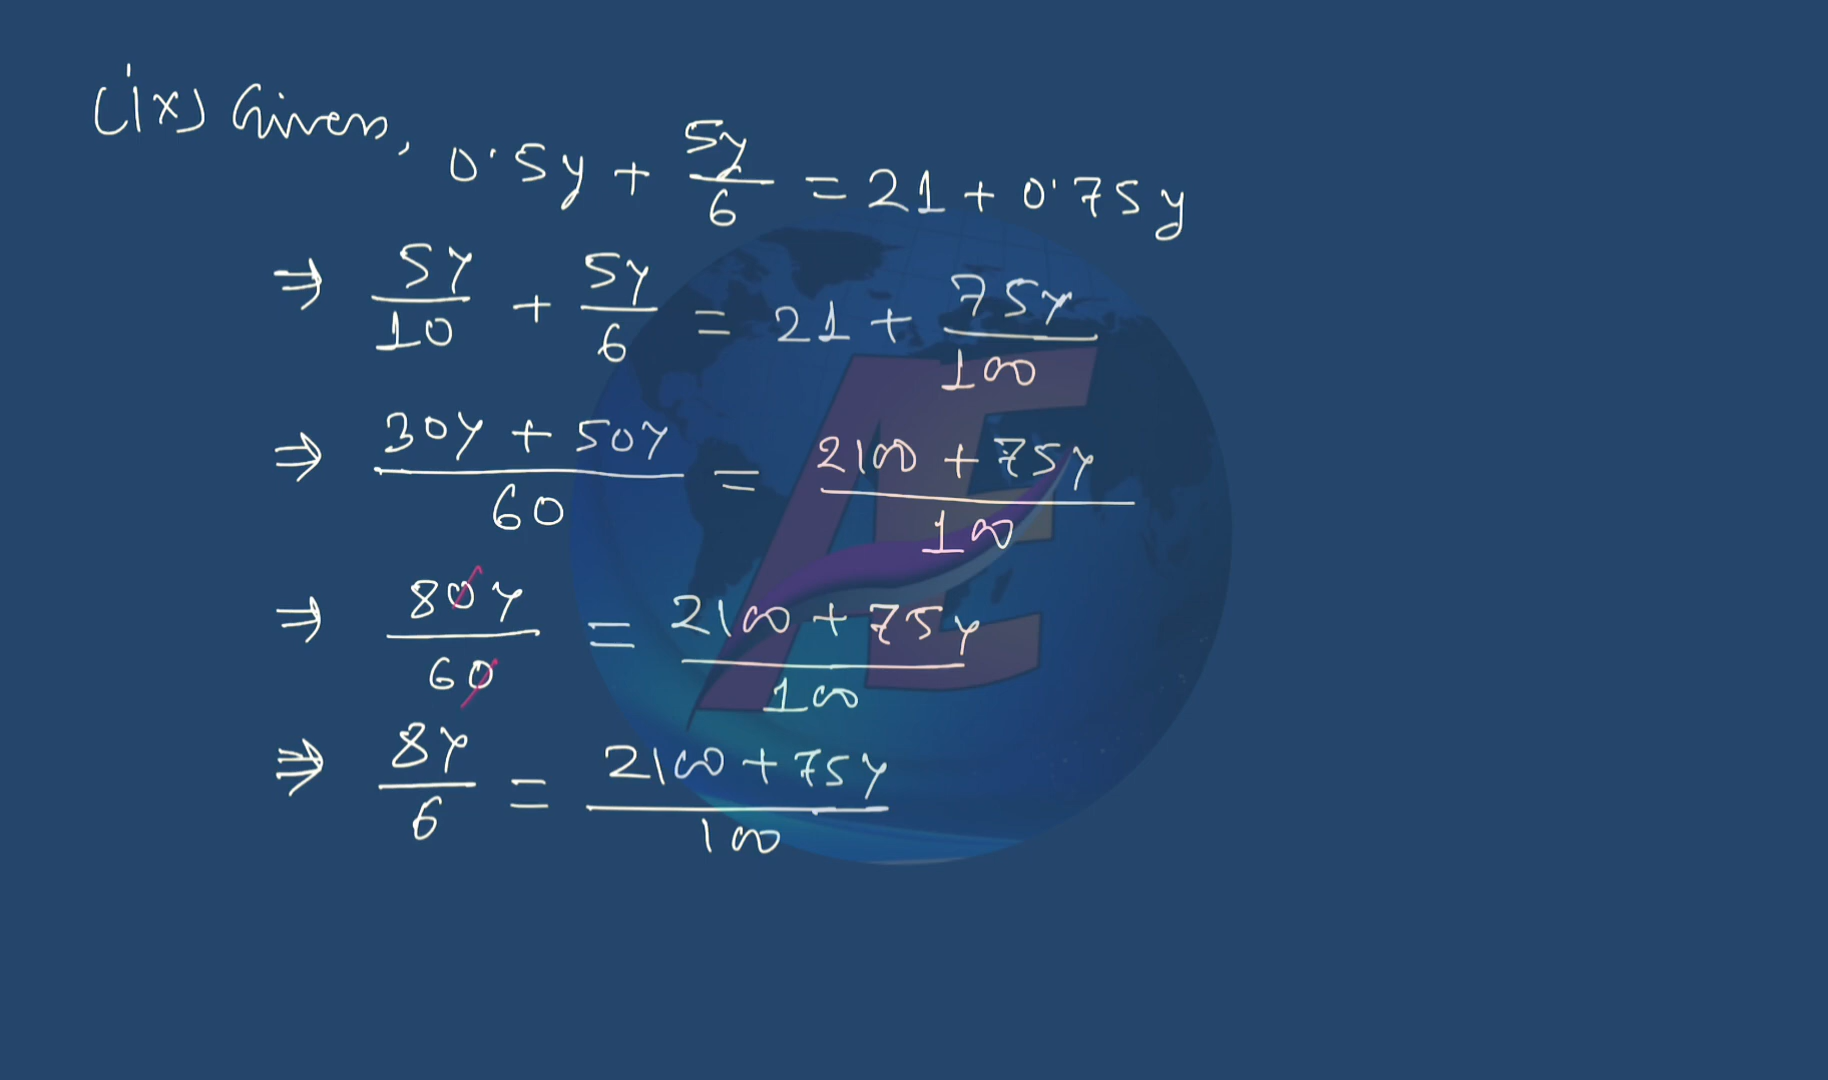 (ix) Given, 0.5y + 5y/6 = 21 + 0.75y
⇒ 5y/10 + 5y/6 = 21 + 75y/100
⇒ (30y + 50y)/60 = (2100 + 75y)/100
⇒ 80y/60 = (2100 + 75y)/100
⇒ 8y/6 = (2100 + 75y)/100
AE